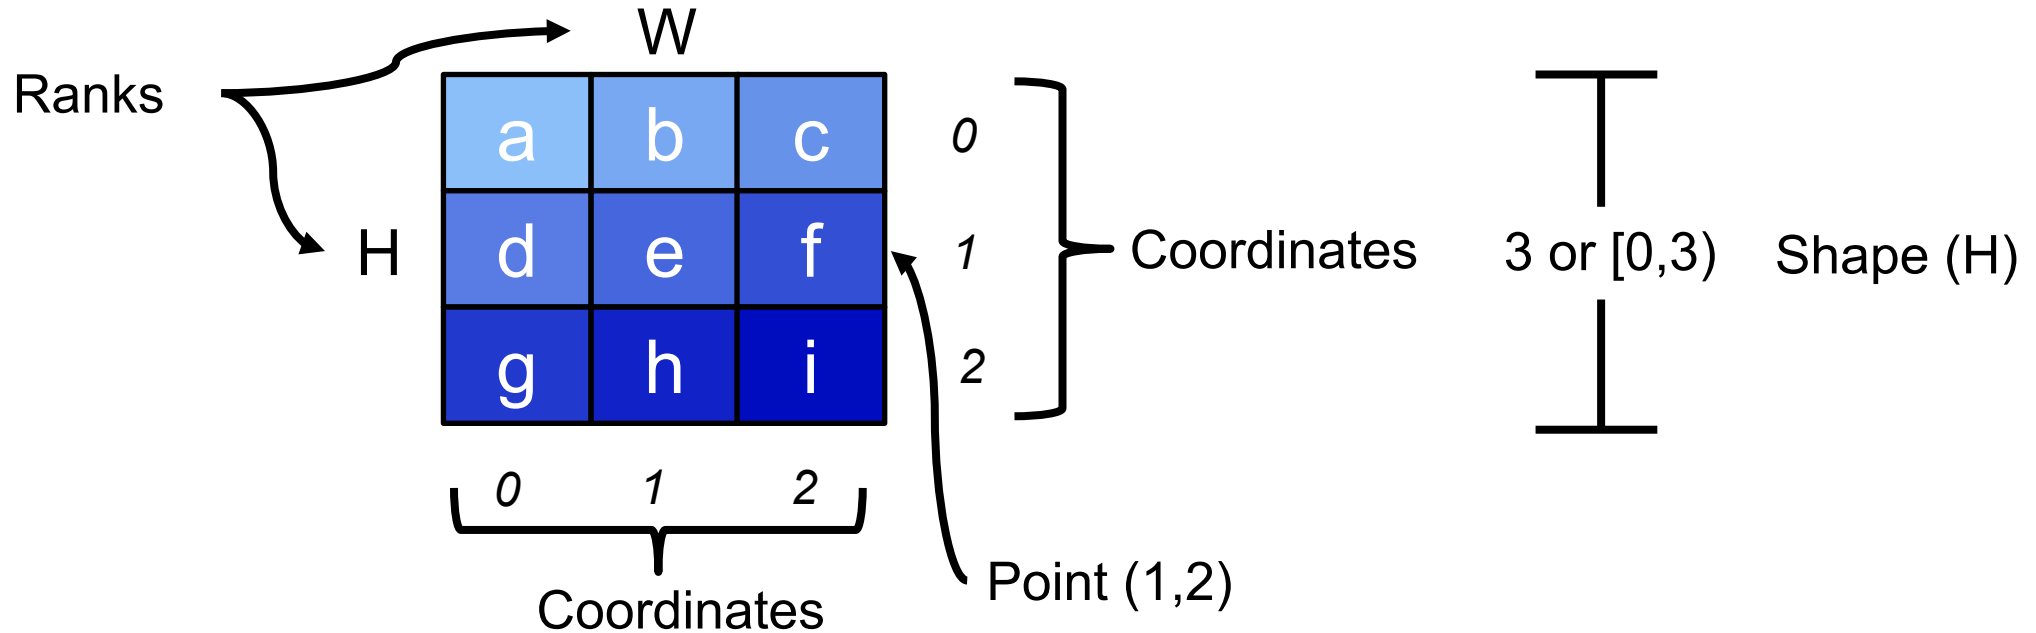 W
Ranks
a b c
0
H
d e f
1
Coordinates
3 or [0,3)
Shape (H)
g h i
2
0 1 2
Point (1,2)
Coordinates